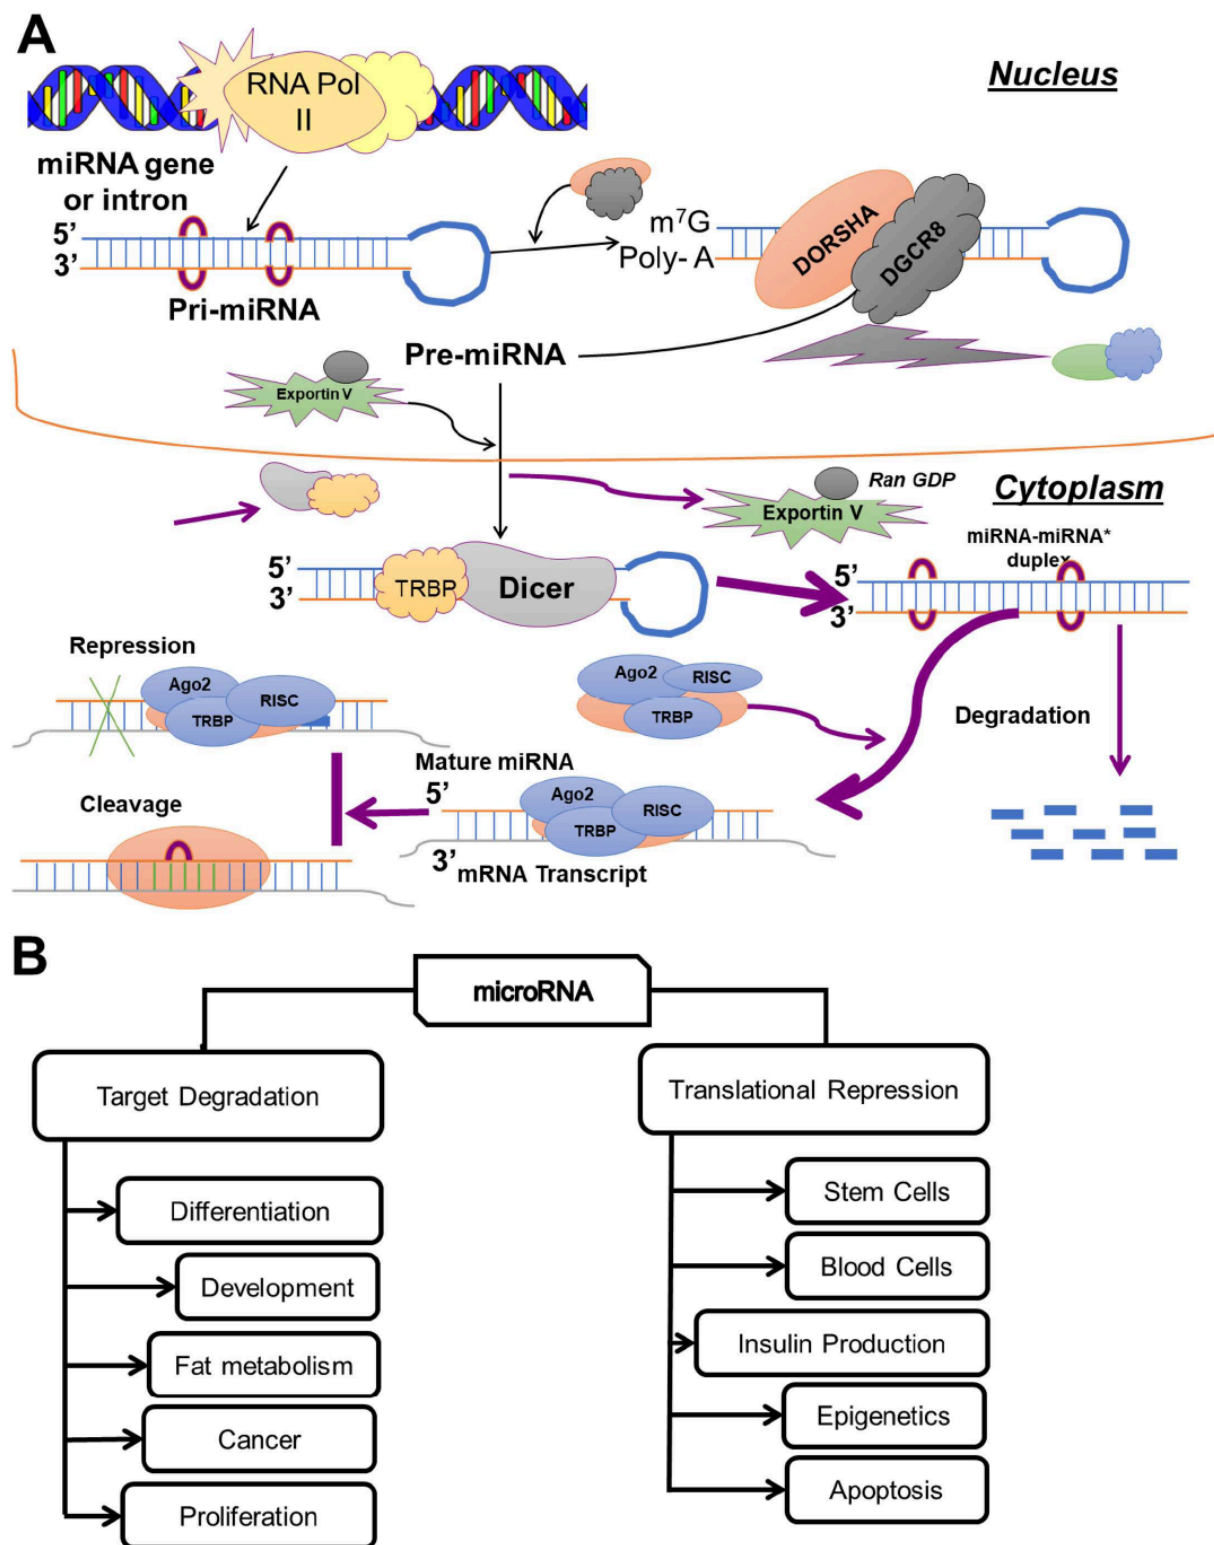 A
RNA Pol
II
Nucleus
miRNA gene
or intron
5’
3’
Pri-miRNA
m⁷G
Poly- A
DORSHA
DGCR8
Pre-miRNA
Exportin V
Ran GDP
Exportin V
Cytoplasm
miRNA-miRNA*
duplex
5’
3’
TRBP
Dicer
5’
3’
Repression
Ago2
RISC
TRBP
Ago2
RISC
TRBP
Degradation
Mature miRNA
5’
Ago2
RISC
TRBP
3’
mRNA Transcript
Cleavage
B
microRNA
Target Degradation
Differentiation
Development
Fat metabolism
Cancer
Proliferation
Translational Repression
Stem Cells
Blood Cells
Insulin Production
Epigenetics
Apoptosis